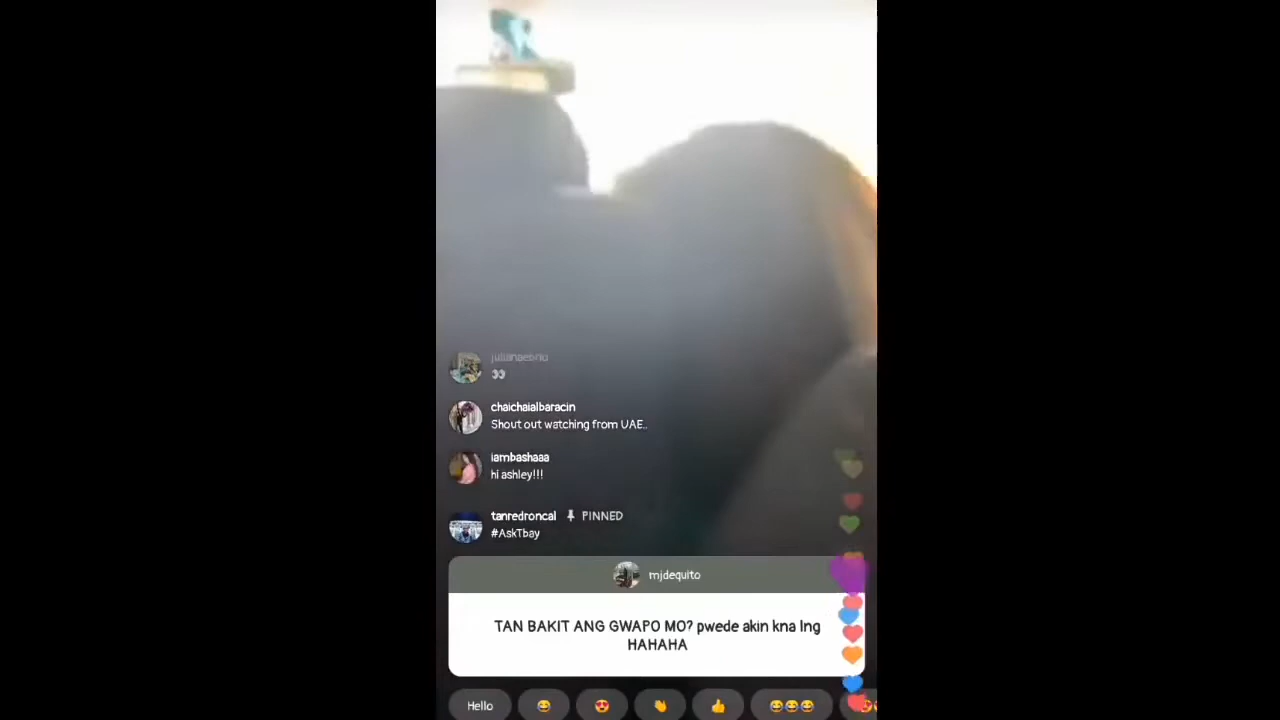 👀
chaichaialbaracin
Shout out watching from UAE..
iambashaaa
hi ashley!!!
tanredroncal PINNED
#AskTbay
mjdequito
TAN BAKIT ANG GWAPO MO? pwede akin kna lng
HAHAHA
Hello 😂 😍 👏 👍 😂😂😂